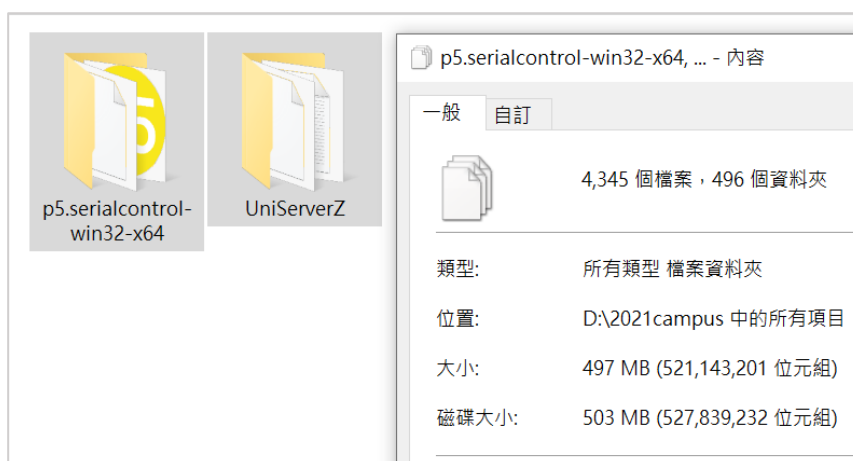 p5.serialcontrol-
win32-x64
UniServerZ
p5.serialcontrol-win32-x64, ... - 內容
一般
自訂
4,345 個檔案，496 個資料夾
類型:
所有類型 檔案資料夾
位置:
D:\2021campus 中的所有項目
大小:
497 MB (521,143,201 位元組)
磁碟大小:
503 MB (527,839,232 位元組)